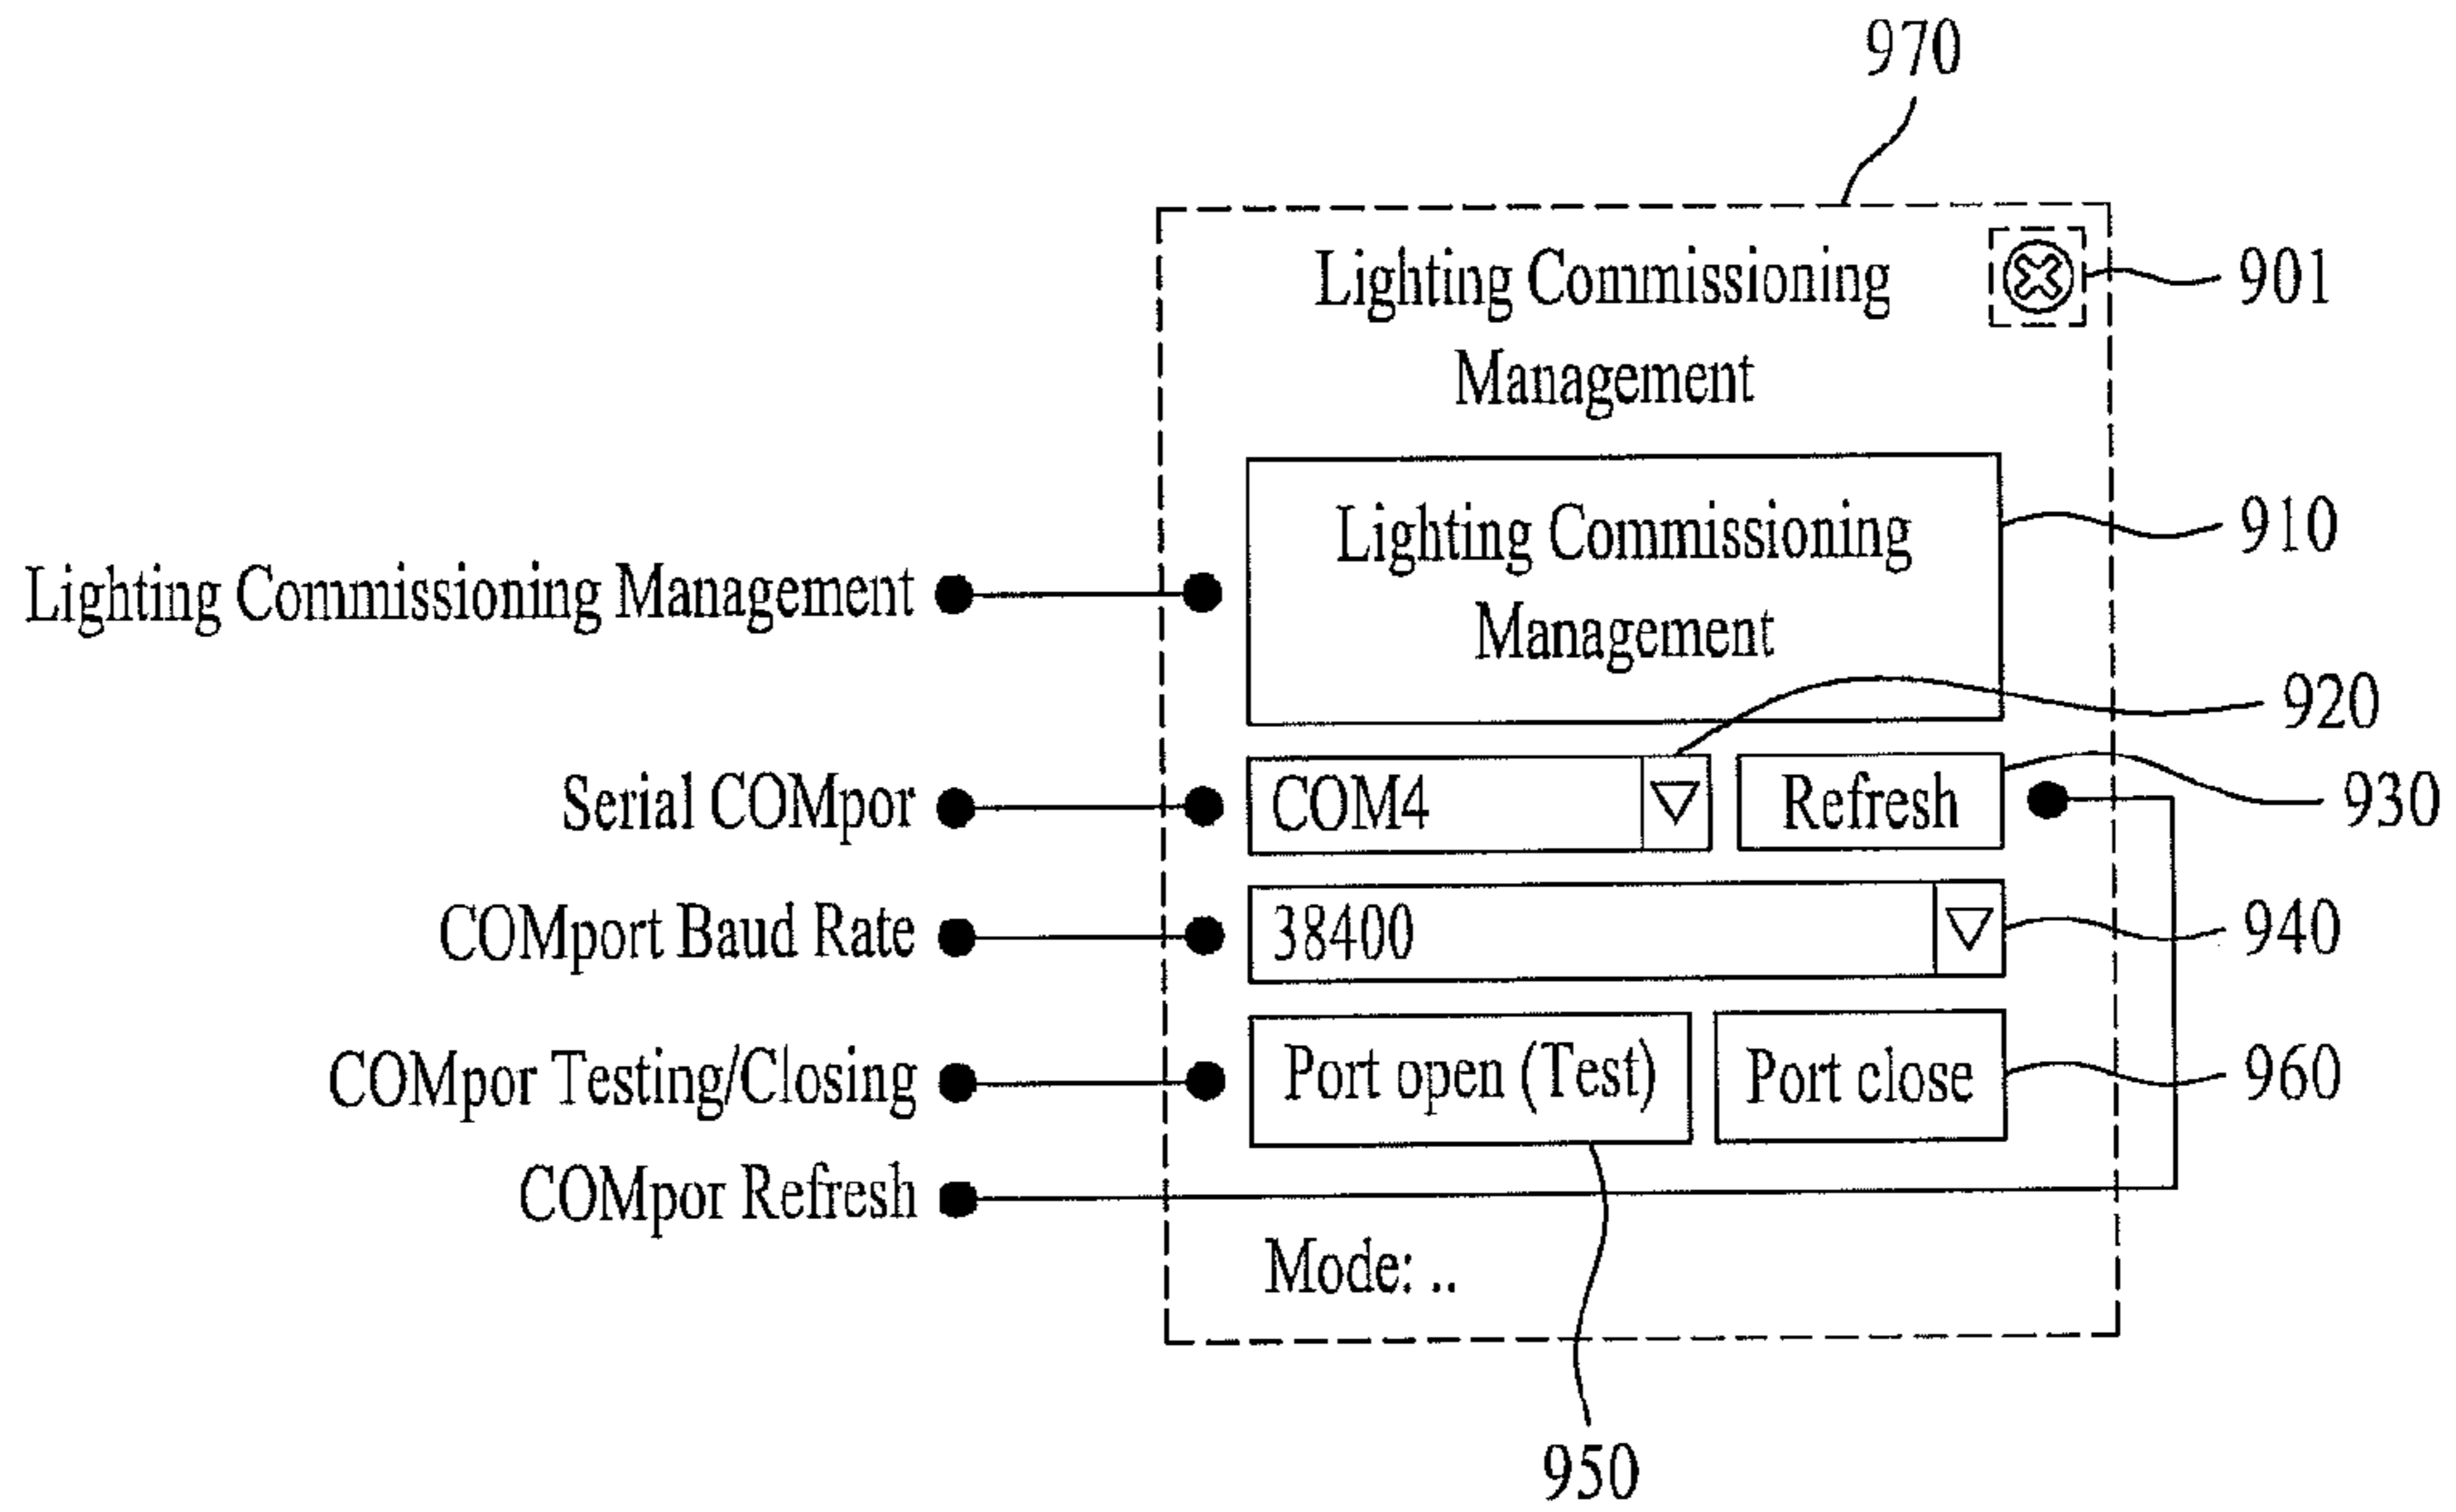 970
Lighting Commissioning
Management
901
Lighting Commissioning
Management
910
Lighting Commissioning Management
920
Serial COMpor
COM4
Refresh
930
COMport Baud Rate
38400
940
COMpor Testing/Closing
Port open (Test)
Port close
960
COMpor Refresh
Mode: ..
950